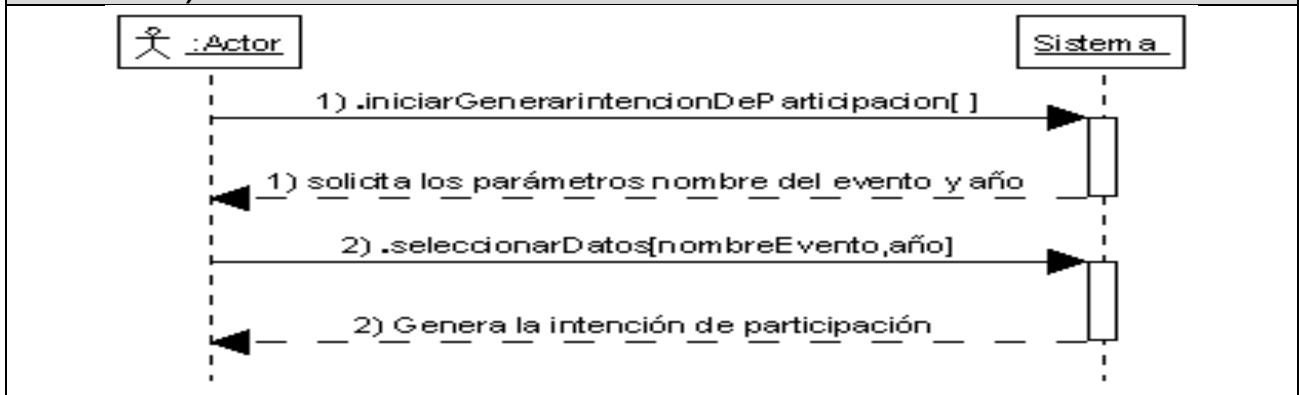 :Actor
Sistema
1) .iniciarGenerarintencionDeParticipacion[ ]
1) solicita los parámetros nombre del evento y año
2) .seleccionarDatos[nombreEvento,año]
2) Genera la intención de participación